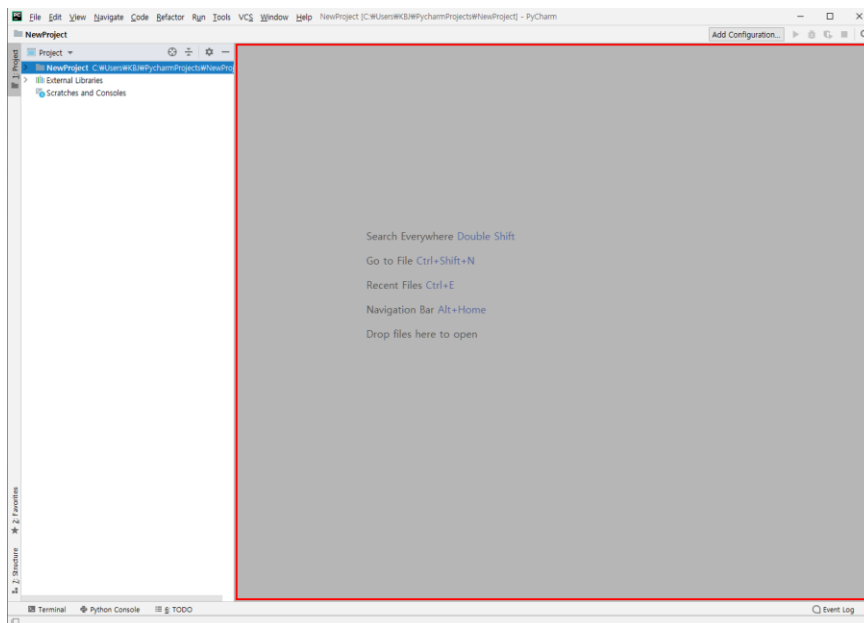 PC File Edit View Navigate Code Refactor Run Tools VCS Window Help NewProject [C:₩Users₩KBJ₩PycharmProjects₩NewProject] - PyCharm
NewProject
Add Configuration...
1: Project
Project
NewProject C:₩Users₩KBJ₩PycharmProjects₩NewProj
External Libraries
Scratches and Consoles
Search Everywhere Double Shift
Go to File Ctrl+Shift+N
Recent Files Ctrl+E
Navigation Bar Alt+Home
Drop files here to open
2: Favorites
Z: Structure
Terminal Python Console 6: TODO
Event Log